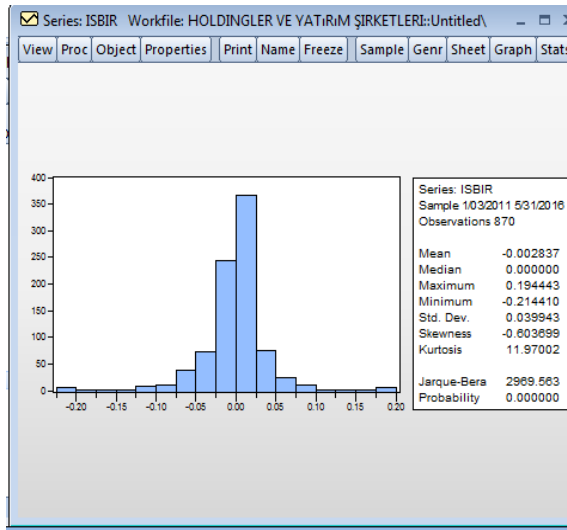 Series: ISBIR Workfile: HOLDINGLER VE YATıRıM ŞIRKETLERI::Untitled\
View Proc Object Properties Print Name Freeze Sample Genr Sheet Graph Stats
400
350
300
250
200
150
100
50
0
-0.20 -0.15 -0.10 -0.05 0.00 0.05 0.10 0.15 0.20
Series: ISBIR
Sample 1/03/2011 5/31/2016
Observations 870
Mean -0.002837
Median 0.000000
Maximum 0.194443
Minimum -0.214410
Std. Dev. 0.039943
Skewness -0.603699
Kurtosis 11.97002
Jarque-Bera 2969.563
Probability 0.000000